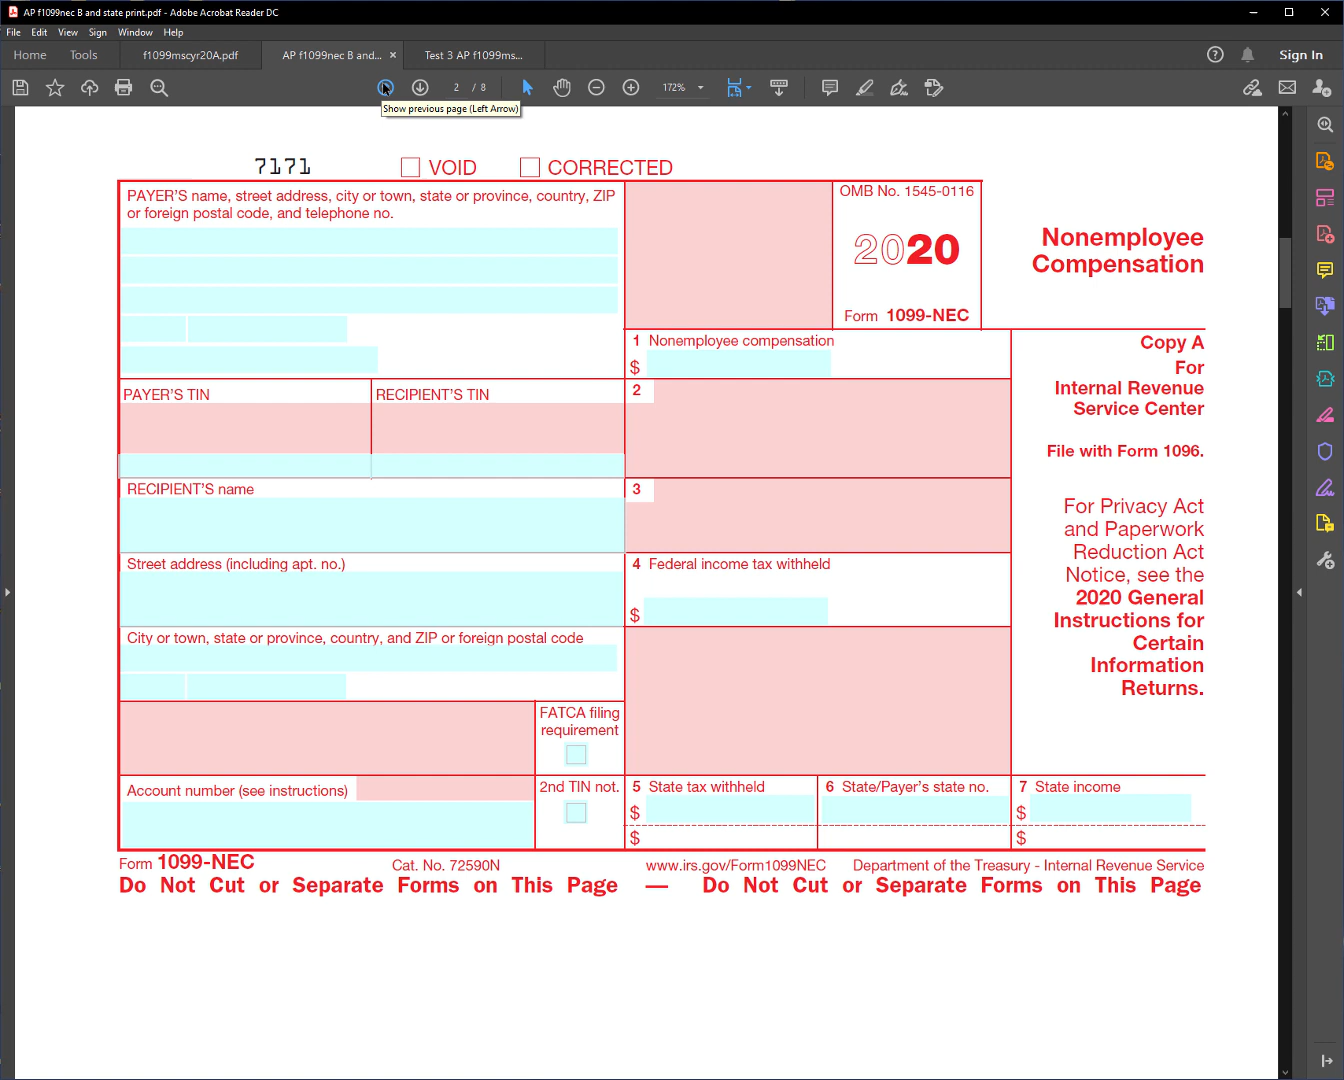 AP f1099nec B and state print.pdf - Adobe Acrobat Reader DC
File Edit View Sign Window Help
Home Tools f1099mscyr20A.pdf AP f1099nec B and... × Test 3 AP f1099ms... Sign In
2 / 8 172%
Show previous page (Left Arrow)
7171 VOID CORRECTED
PAYER'S name, street address, city or town, state or province, country, ZIP
or foreign postal code, and telephone no.
OMB No. 1545-0116
2020
Form 1099-NEC
Nonemployee
Compensation
1 Nonemployee compensation
$
Copy A
For
Internal Revenue
Service Center
File with Form 1096.
PAYER'S TIN RECIPIENT'S TIN
2
RECIPIENT'S name
3
For Privacy Act
and Paperwork
Reduction Act
Notice, see the
2020 General
Instructions for
Certain
Information
Returns.
Street address (including apt. no.)
4 Federal income tax withheld
$
City or town, state or province, country, and ZIP or foreign postal code
FATCA filing
requirement
Account number (see instructions)
2nd TIN not.
5 State tax withheld 6 State/Payer's state no. 7 State income
$ $
$ $
Form 1099-NEC Cat. No. 72590N www.irs.gov/Form1099NEC Department of the Treasury - Internal Revenue Service
Do Not Cut or Separate Forms on This Page — Do Not Cut or Separate Forms on This Page